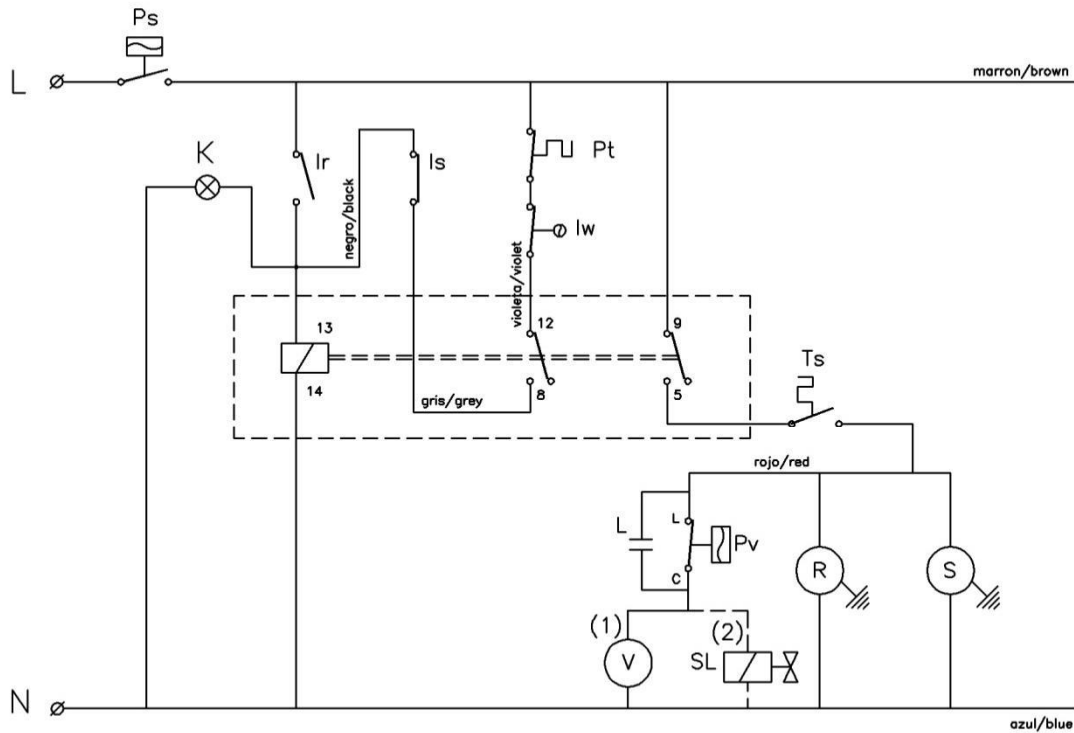 Ps
L
marron/brown
K
Ir
negro/black
Is
Pt
Iw
violeta/violet
13
12
9
14
8
5
Ts
gris/grey
rojo/red
L
L
Pv
C
R
S
(1)
(2)
V
SL
N
azul/blue